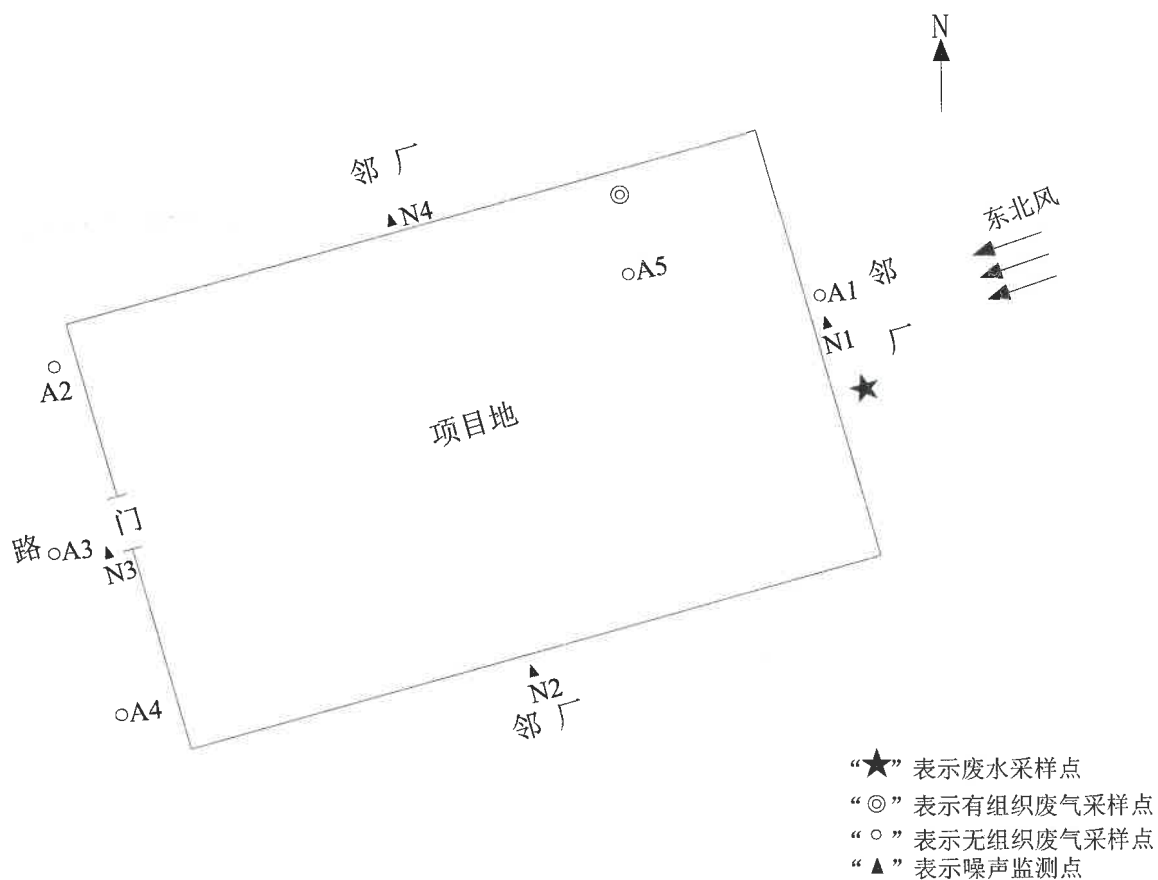 N
邻厂
N4
东北风
A5
A1
邻厂
N1
A2
项目地
门
路
A3
N3
A4
N2
邻厂
“★”表示废水采样点
“◎”表示有组织废气采样点
“○”表示无组织废气采样点
“▲”表示噪声监测点